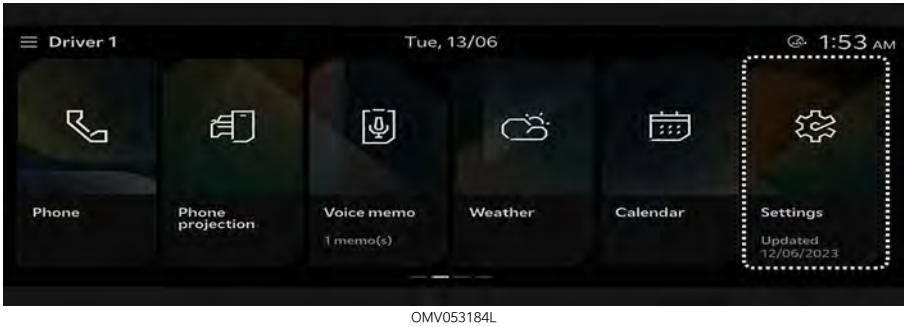 Driver 1
Tue, 13/06
1:53 AM
Phone
Phone
projection
Voice memo
1 memo(s)
Weather
Calendar
Settings
Updated
12/06/2023
OMV053184L